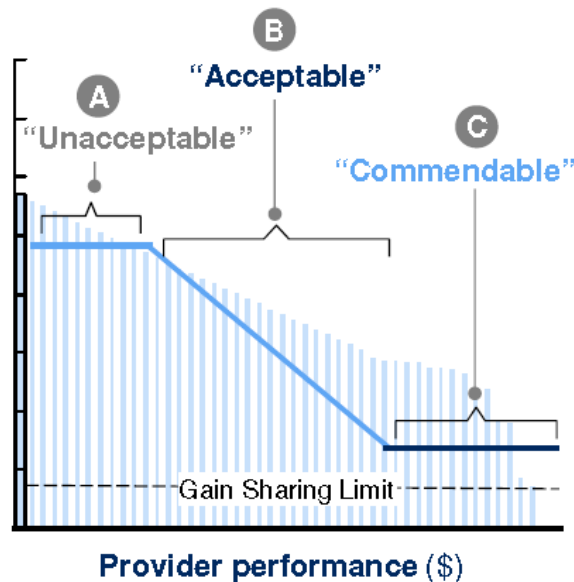 B
"Acceptable"
A
"Unacceptable"
C
"Commendable"
Gain Sharing Limit
Provider performance ($)